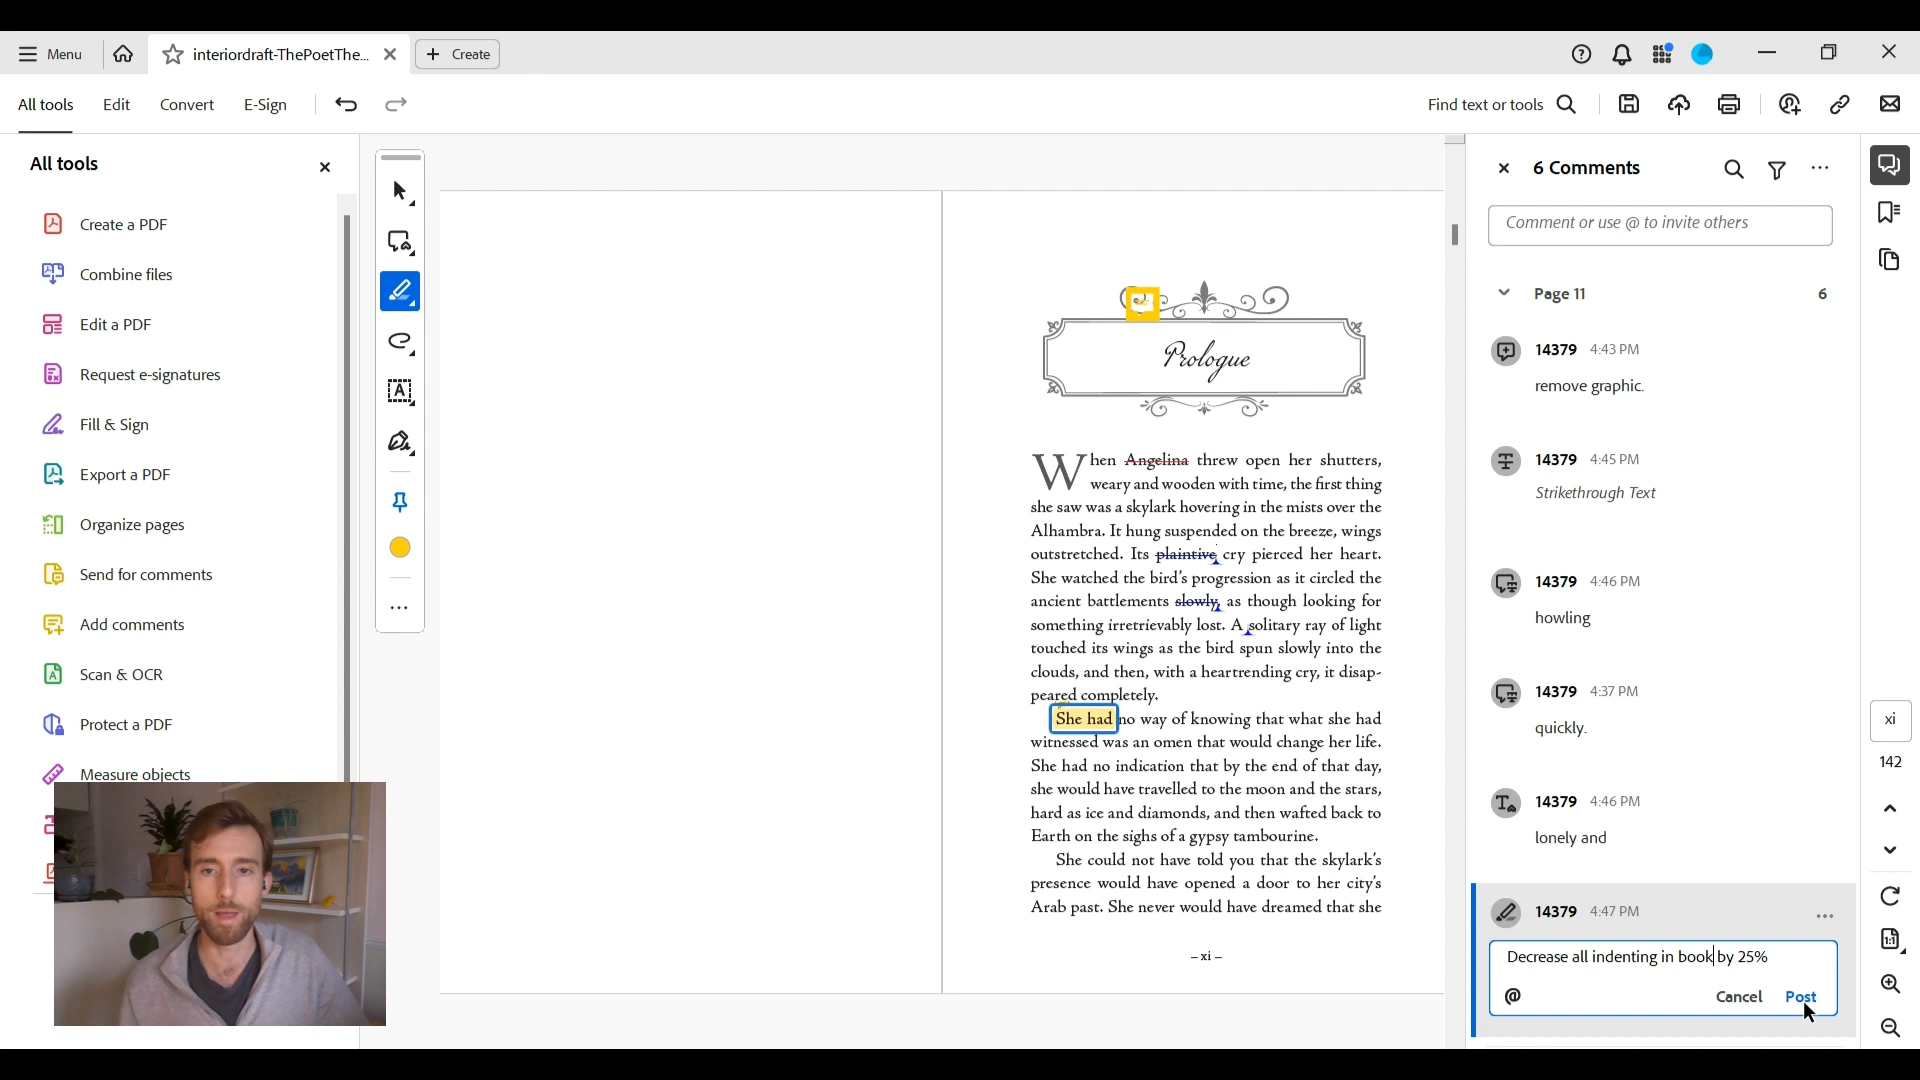 Menu
interiordraft-ThePoetThe...
Create
All tools
Edit
Convert
E-Sign
Find text or tools
All tools
Create a PDF
Combine files
Edit a PDF
Request e-signatures
Fill & Sign
Export a PDF
Organize pages
Send for comments
Add comments
Scan & OCR
Protect a PDF
Measure objects
Prologue
When Angelina threw open her shutters,
weary and wooden with time, the first thing
she saw was a skylark hovering in the mists over the
Alhambra. It hung suspended on the breeze, wings
outstretched. Its plaintive cry pierced her heart.
She watched the bird's progression as it circled the
ancient battlements slowly, as though looking for
something irretrievably lost. A solitary ray of light
touched its wings as the bird spun slowly into the
clouds, and then, with a heartrending cry, it disap-
peared completely.
She had no way of knowing that what she had
witnessed was an omen that would change her life.
She had no indication that by the end of that day,
she would have travelled to the moon and the stars,
hard as ice and diamonds, and then wafted back to
Earth on the sighs of a gypsy tambourine.
She could not have told you that the skylark's
presence would have opened a door to her city's
Arab past. She never would have dreamed that she
– xi –
6 Comments
Comment or use @ to invite others
Page 11
6
14379 4:43 PM
remove graphic.
14379 4:45 PM
Strikethrough Text
14379 4:46 PM
howling
14379 4:37 PM
quickly.
14379 4:46 PM
lonely and
14379 4:47 PM
Decrease all indenting in book by 25%
@
Cancel
Post
xi
142
1:1